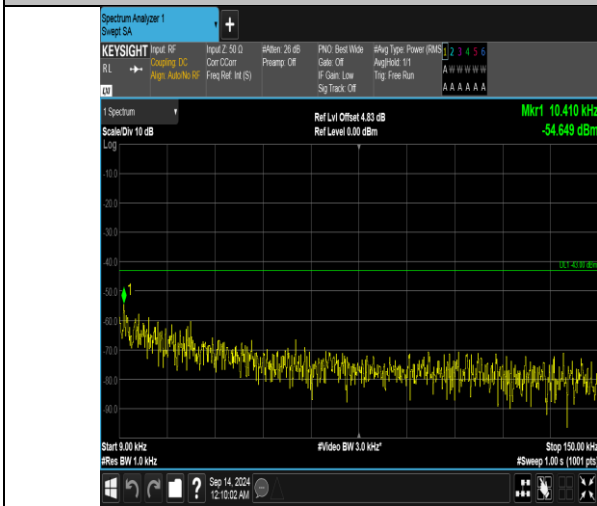 Spectrum Analyzer 1
Swept SA
+
KEYSIGHT
RL
Input: RF
Coupling: DC
Align: Auto/No RF
Input Z: 50 Ω
Corr CCorr
Freq Ref: Int (S)
#Atten: 26 dB
Preamp: Off
PNO: Best Wide
Gate: Off
IF Gain: Low
Sig Track: Off
#Avg Type: Power (RMS
Avg|Hold: 1/1
Trig: Free Run
1 2 3 4 5 6
A W W W W W
A A A A A A
1 Spectrum
Scale/Div 10 dB
Ref Lvl Offset 4.83 dB
Ref Level 0.00 dBm
Mkr1 10.410 kHz
-54.649 dBm
Log
-10.0
-20.0
-30.0
-40.0
DL1 -43.00 dBm
-50.0
1
-60.0
-70.0
-80.0
-90.0
Start 9.00 kHz
#Res BW 1.0 kHz
#Video BW 3.0 kHz*
Stop 150.00 kHz
#Sweep 1.00 s (1001 pts)
?
Sep 14, 2024
12:10:02 AM